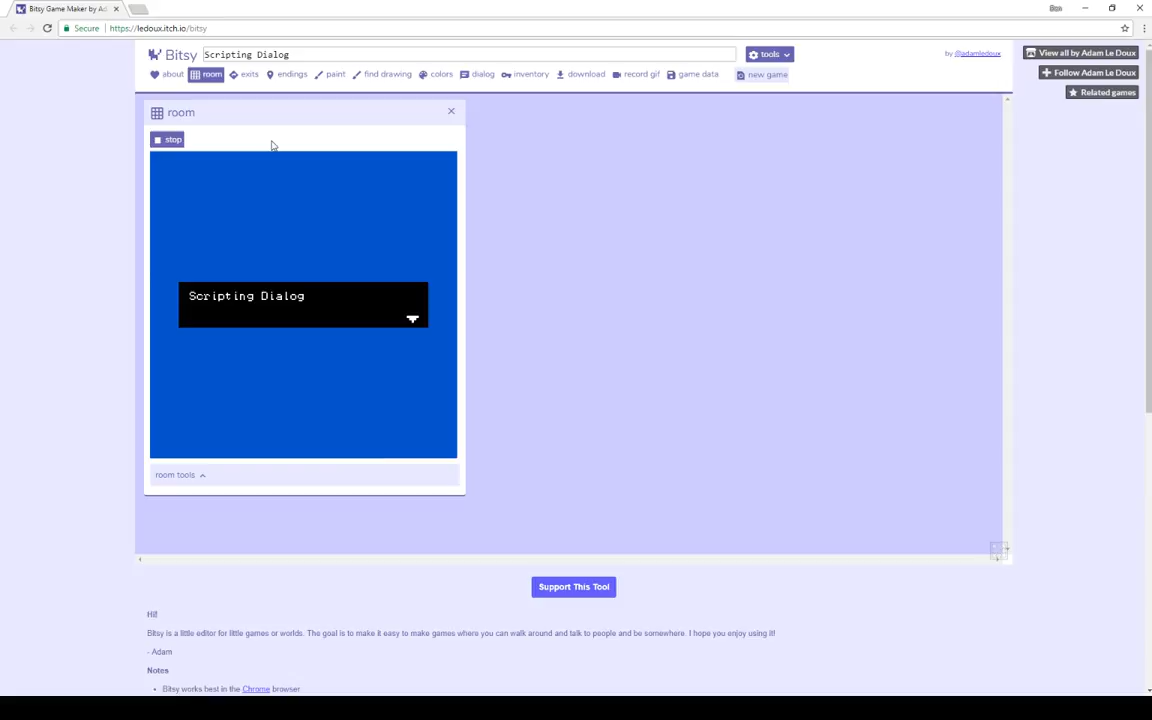 Bitsy Game Maker by Ad
Secure
https://ledoux.itch.io/bitsy
Bitsy
Scripting Dialog
tools
by @adamledoux
about
room
exits
endings
paint
find drawing
colors
dialog
inventory
download
record gif
game data
new game
View all by Adam Le Doux
Follow Adam Le Doux
Related games
room
stop
Scripting Dialog
room tools
Support This Tool
Hi!
Bitsy is a little editor for little games or worlds. The goal is to make it easy to make games where you can walk around and talk to people and be somewhere. I hope you enjoy using it!
- Adam
Notes
Bitsy works best in the Chrome browser